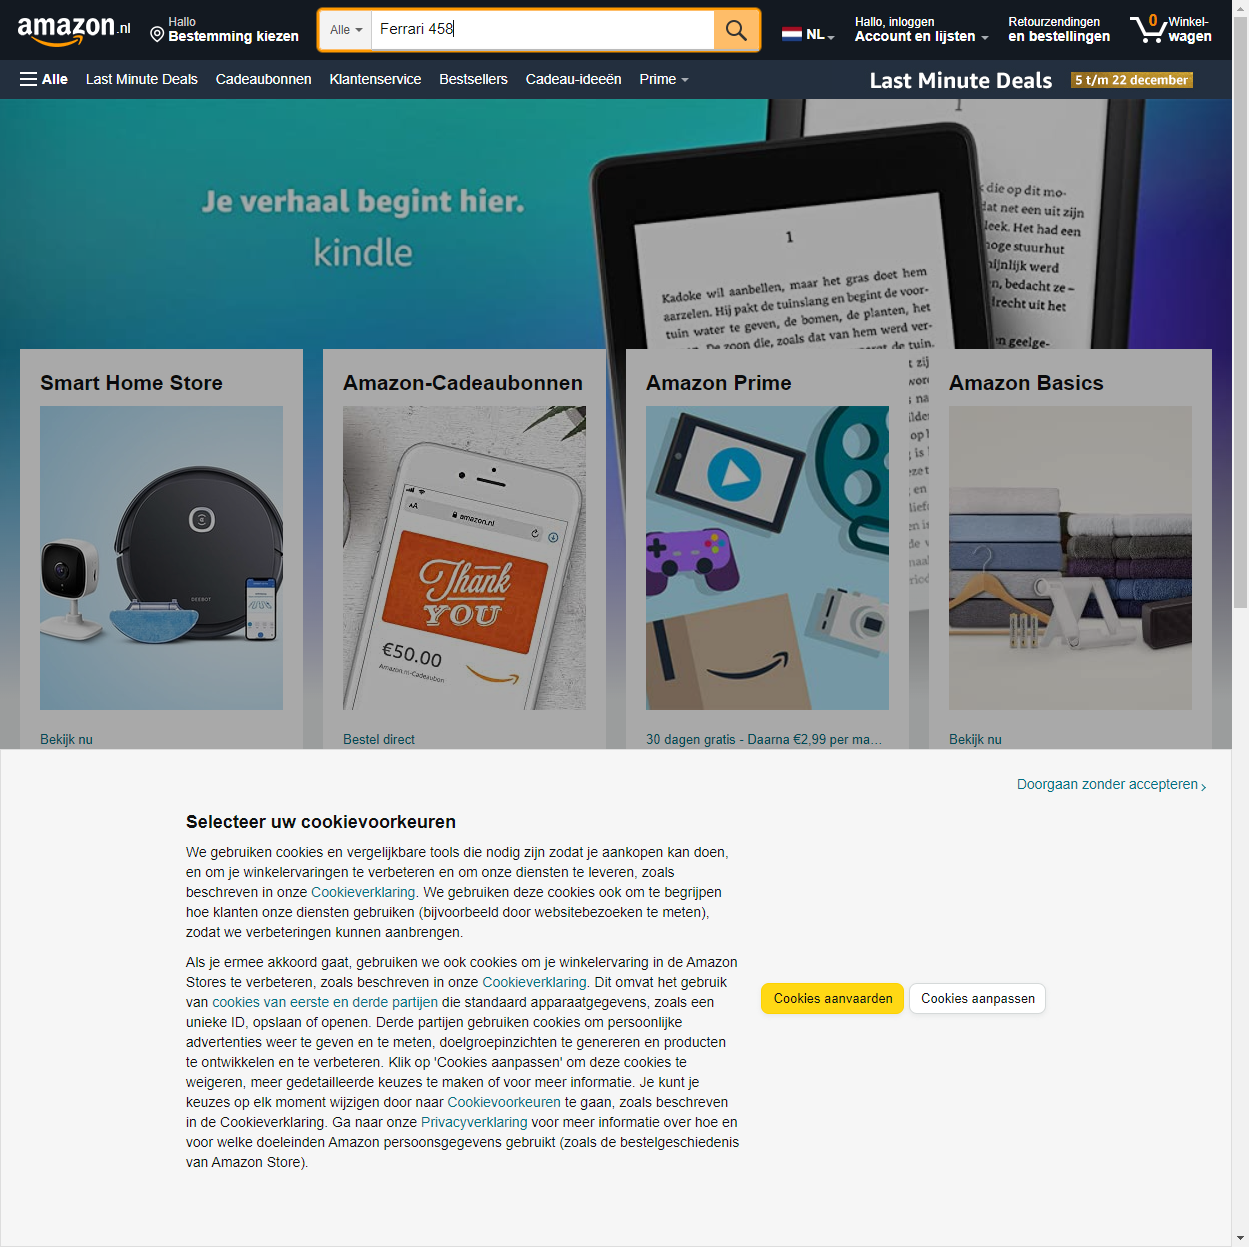 amazon.nl
Hallo
Bestemming kiezen
Alle
Ferrari 458
NL
Hallo, inloggen
Account en lijsten
Retourzendingen
en bestellingen
0
Winkel-
wagen
Alle
Last Minute Deals
Cadeaubonnen
Klantenservice
Bestsellers
Cadeau-ideeën
Prime
Last Minute Deals
5 t/m 22 december
Je verhaal begint hier.
kindle
1
1
Kadoke wil aanbellen, maar het gras doet hem
aarzelen. Hij pakt de tuinslang en begint de voor-
tuin water te geven, de bomen, de planten, het
De zoon die, zoals dat van hem werd ver-
de tuin.
die op dit mo-
dat net een uit zijn
leek. Het had een
hoge stuurhut
werd
n, bedacht ze –
uit het
geelge-
Smart Home Store
Amazon-Cadeaubonnen
Amazon Prime
Amazon Basics
DEEBOT
AA
amazon.nl
Thank
YOU
€50.00
Amazon.nl-Cadeaubon
Bekijk nu
Bestel direct
30 dagen gratis - Daarna €2,99 per ma...
Bekijk nu
Doorgaan zonder accepteren ›
Selecteer uw cookievoorkeuren
We gebruiken cookies en vergelijkbare tools die nodig zijn zodat je aankopen kan doen,
en om je winkelervaringen te verbeteren en om onze diensten te leveren, zoals
beschreven in onze Cookieverklaring. We gebruiken deze cookies ook om te begrijpen
hoe klanten onze diensten gebruiken (bijvoorbeeld door websitebezoeken te meten),
zodat we verbeteringen kunnen aanbrengen.
Als je ermee akkoord gaat, gebruiken we ook cookies om je winkelervaring in de Amazon
Stores te verbeteren, zoals beschreven in onze Cookieverklaring. Dit omvat het gebruik
van cookies van eerste en derde partijen die standaard apparaatgegevens, zoals een
unieke ID, opslaan of openen. Derde partijen gebruiken cookies om persoonlijke
advertenties weer te geven en te meten, doelgroepinzichten te genereren en producten
te ontwikkelen en te verbeteren. Klik op 'Cookies aanpassen' om deze cookies te
weigeren, meer gedetailleerde keuzes te maken of voor meer informatie. Je kunt je
keuzes op elk moment wijzigen door naar Cookievoorkeuren te gaan, zoals beschreven
in de Cookieverklaring. Ga naar onze Privacyverklaring voor meer informatie over hoe en
voor welke doeleinden Amazon persoonsgegevens gebruikt (zoals de bestelgeschiedenis
van Amazon Store).
Cookies aanvaarden
Cookies aanpassen